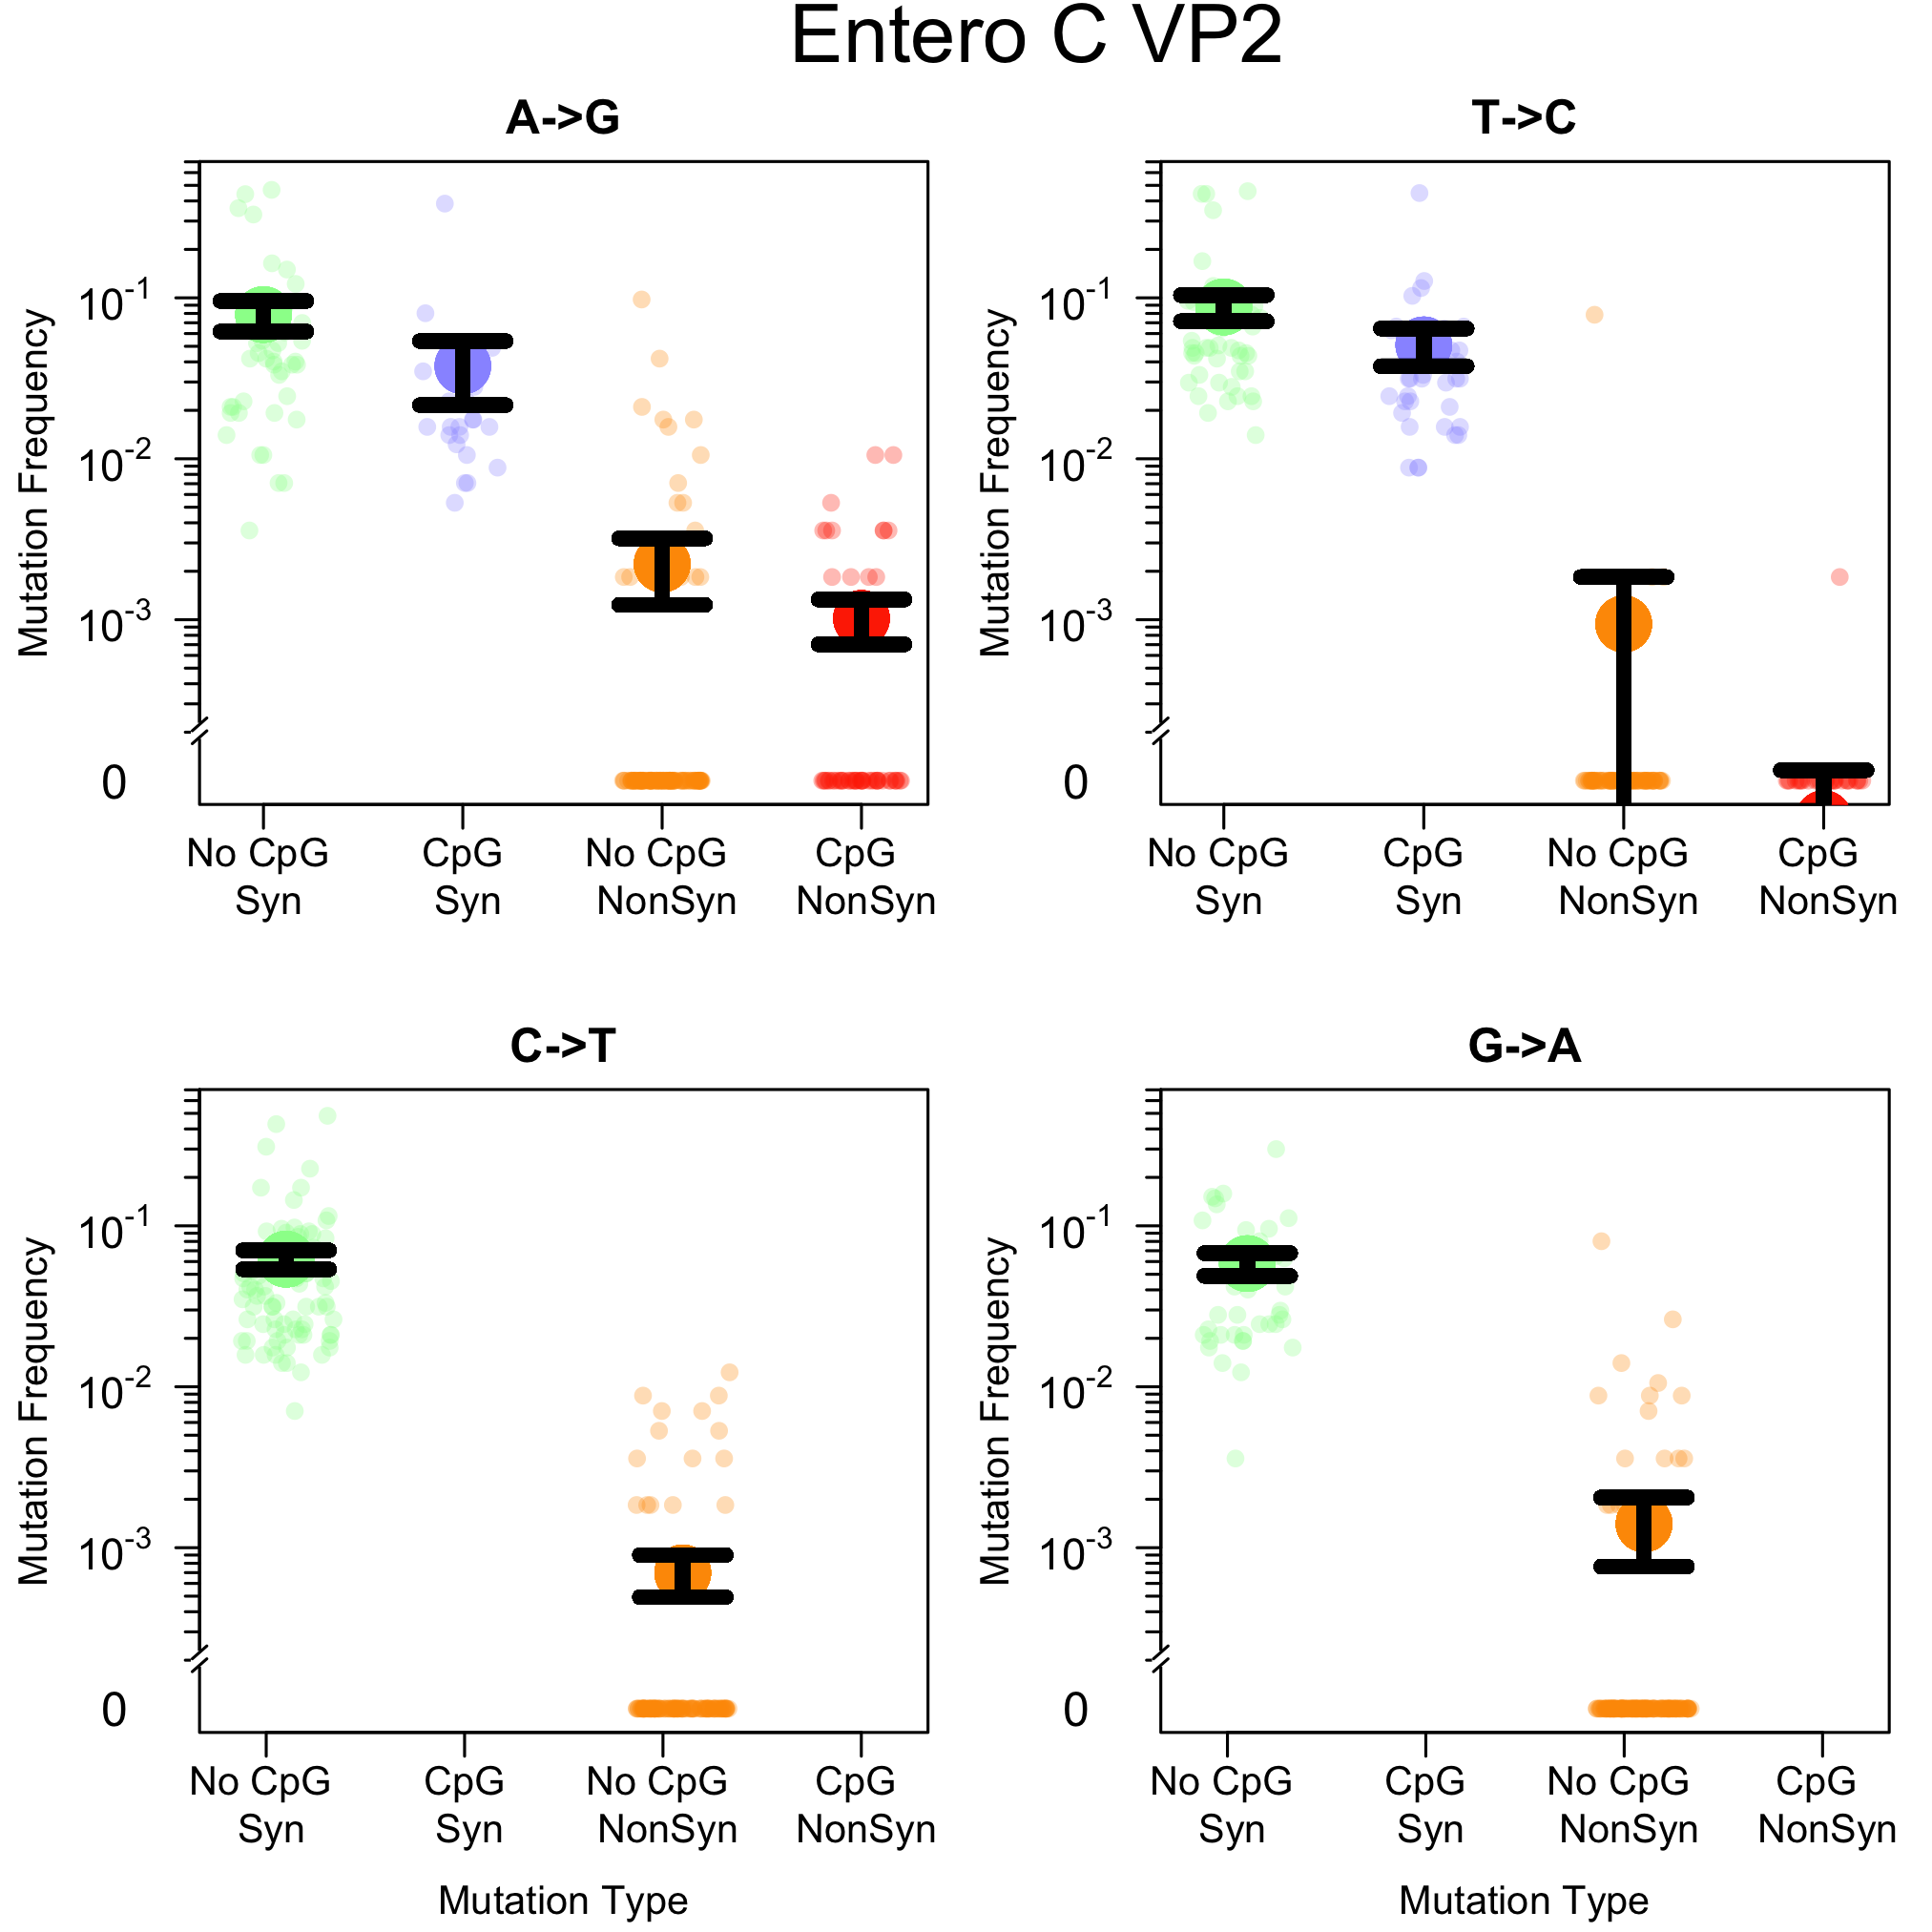 Entero C VP2
A->G
Mutation Frequency
10-1
10-2
10-3
0
No CpG Syn
CpG Syn
No CpG NonSyn
CpG NonSyn
T->C
Mutation Frequency
10-1
10-2
10-3
0
No CpG Syn
CpG Syn
No CpG NonSyn
CpG NonSyn
C->T
Mutation Frequency
10-1
10-2
10-3
0
No CpG Syn
CpG Syn
No CpG NonSyn
CpG NonSyn
Mutation Type
G->A
Mutation Frequency
10-1
10-2
10-3
0
No CpG Syn
CpG Syn
No CpG NonSyn
CpG NonSyn
Mutation Type